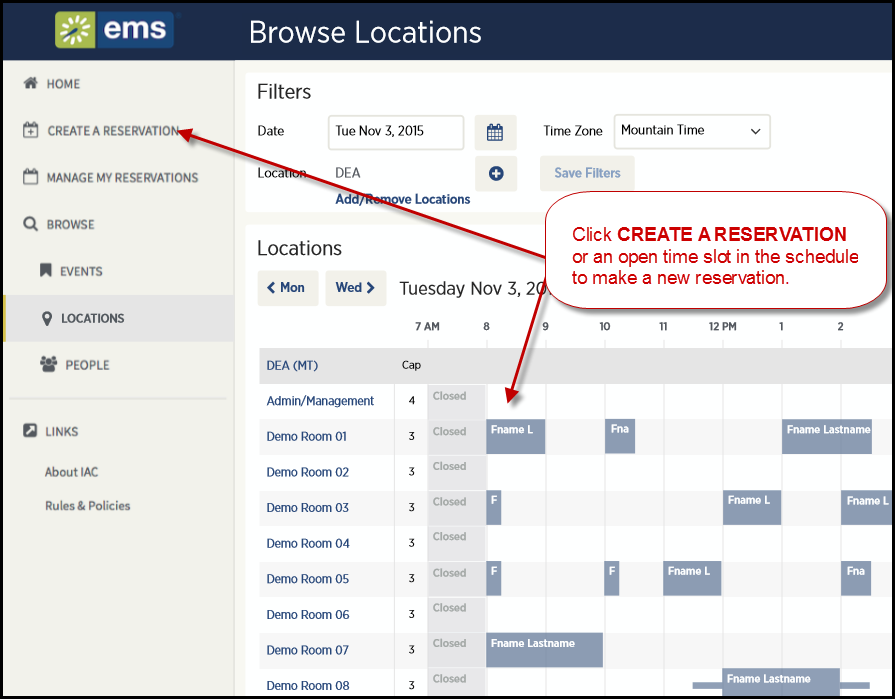 ems
Browse Locations
HOME
CREATE A RESERVATION
MANAGE MY RESERVATIONS
BROWSE
EVENTS
LOCATIONS
PEOPLE
LINKS
About IAC
Rules & Policies
Filters
Date
Tue Nov 3, 2015
Time Zone
Mountain Time
Location
DEA
Save Filters
Add/Remove Locations
Click CREATE A RESERVATION
or an open time slot in the schedule
to make a new reservation.
Locations
Mon
Wed
Tuesday Nov 3, 20
7 AM 8 9 10 11 12 PM 1 2
DEA (MT) Cap
Admin/Management 4 Closed
Demo Room 01 3 Closed Fname L Fna Fname Lastname
Demo Room 02 3 Closed
Demo Room 03 3 Closed F Fname L Fname L
Demo Room 04 3 Closed
Demo Room 05 3 Closed F F Fname L Fna
Demo Room 06 3 Closed
Demo Room 07 3 Closed Fname Lastname
Demo Room 08 3 Closed Fname Lastname